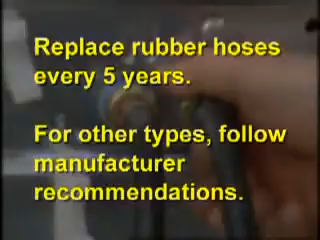 Replace rubber hoses
every 5 years.
For other types, follow
manufacturer
recommendations.